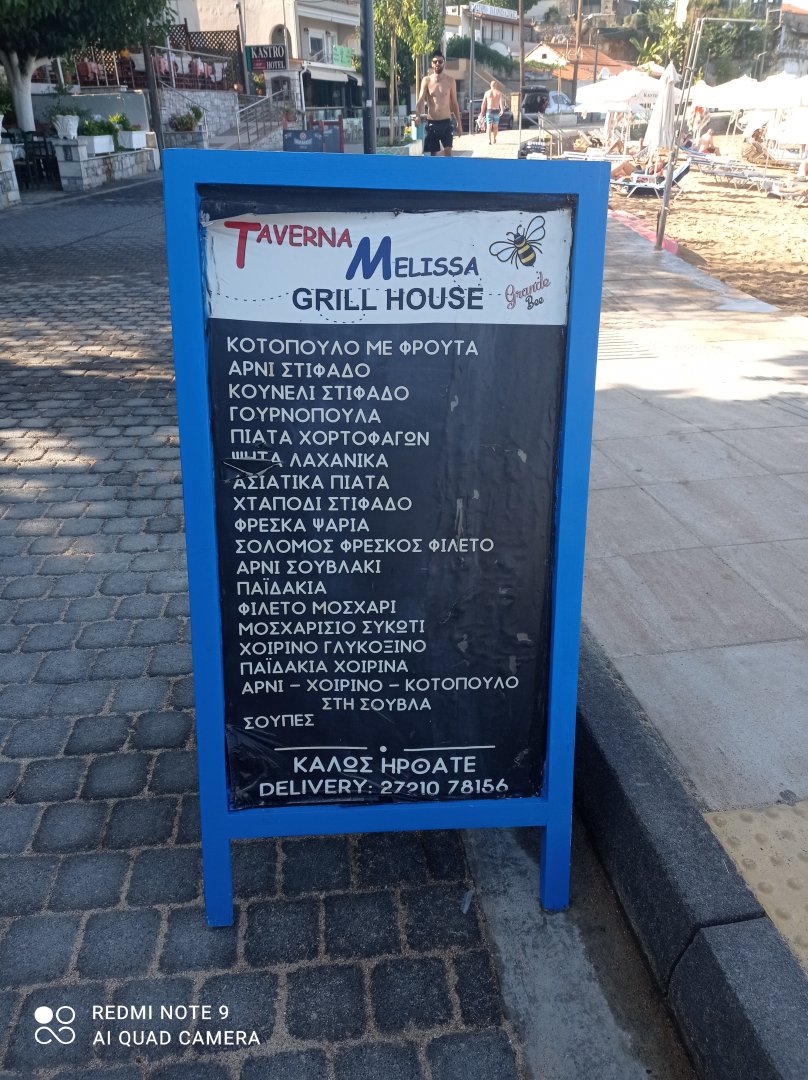 KASTRO
HOTEL
TAVERNA
MELISSA
GRILL HOUSE
Grande
Bee
ΚΟΤΟΠΟΥΛΟ ΜΕ ΦΡΟΥΤΑ
ΑΡΝΙ ΣΤΙΦΑΔΟ
ΚΟΥΝΕΛΙ ΣΤΙΦΑΔΟ
ΓΟΥΡΝΟΠΟΥΛΑ
ΠΙΑΤΑ ΧΟΡΤΟΦΑΓΩΝ
ΨΗΤΑ ΛΑΧΑΝΙΚΑ
ΑΣΙΑΤΙΚΑ ΠΙΑΤΑ
ΧΤΑΠΟΔΙ ΣΤΙΦΑΔΟ
ΦΡΕΣΚΑ ΨΑΡΙΑ
ΣΟΛΟΜΟΣ ΦΡΕΣΚΟΣ ΦΙΛΕΤΟ
ΑΡΝΙ ΣΟΥΒΛΑΚΙ
ΠΑΪΔΑΚΙΑ
ΦΙΛΕΤΟ ΜΟΣΧΑΡΙ
ΜΟΣΧΑΡΙΣΙΟ ΣΥΚΩΤΙ
ΧΟΙΡΙΝΟ ΓΛΥΚΟΞΙΝΟ
ΠΑΪΔΑΚΙΑ ΧΟΙΡΙΝΑ
ΑΡΝΙ – ΧΟΙΡΙΝΟ – ΚΟΤΟΠΟΥΛΟ
ΣΤΗ ΣΟΥΒΛΑ
ΣΟΥΠΕΣ
ΚΑΛΩΣ ΗΡΘΑΤΕ
DELIVERY: 27210 78156
REDMI NOTE 9
AI QUAD CAMERA